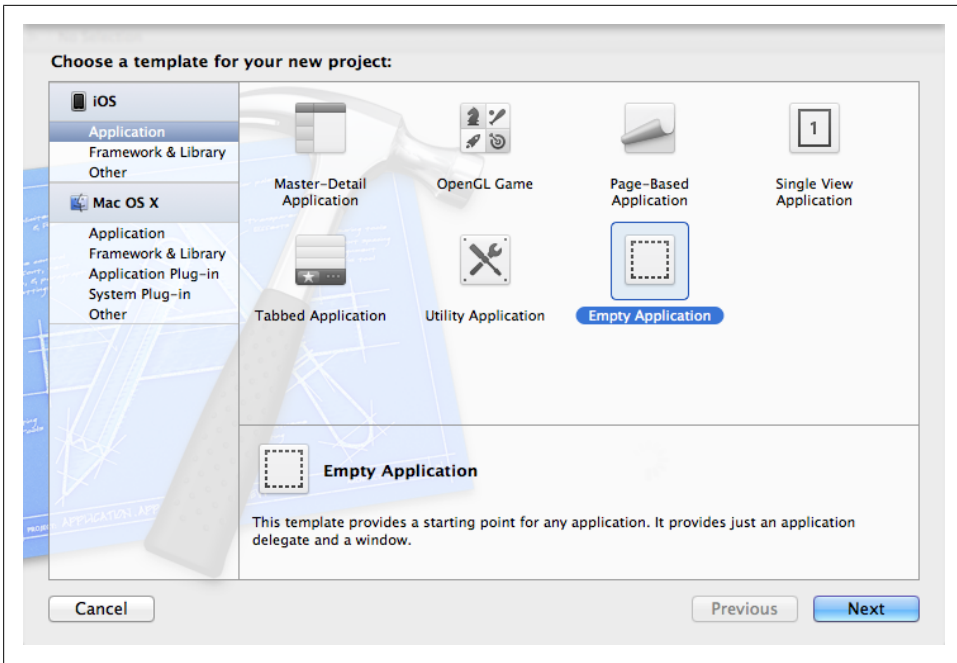 Choose a template for your new project:
iOS
Application
Framework & Library
Other
Mac OS X
Application
Framework & Library
Application Plug-in
System Plug-in
Other
Master-Detail
Application
OpenGL Game
Page-Based
Application
1
Single View
Application
Tabbed Application
Utility Application
Empty Application
Empty Application
This template provides a starting point for any application. It provides just an application
delegate and a window.
Cancel
Previous
Next